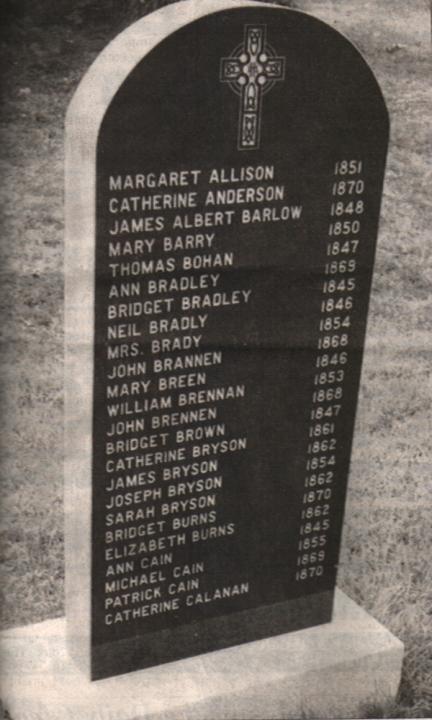 MARGARET ALLISON 1851
CATHERINE ANDERSON 1870
JAMES ALBERT BARLOW 1848
MARY BARRY 1850
THOMAS BOHAN 1847
ANN BRADLEY 1869
BRIDGET BRADLEY 1845
NEIL BRADLY 1846
MRS. BRADY 1854
JOHN BRANNEN 1868
MARY BREEN 1846
WILLIAM BRENNAN 1853
JOHN BRENNEN 1868
BRIDGET BROWN 1847
CATHERINE BRYSON 1861
JAMES BRYSON 1862
JOSEPH BRYSON 1854
SARAH BRYSON 1862
BRIDGET BURNS 1870
ELIZABETH BURNS 1862
ANN CAIN 1845
MICHAEL CAIN 1855
PATRICK CAIN 1869
CATHERINE CALANAN 1870